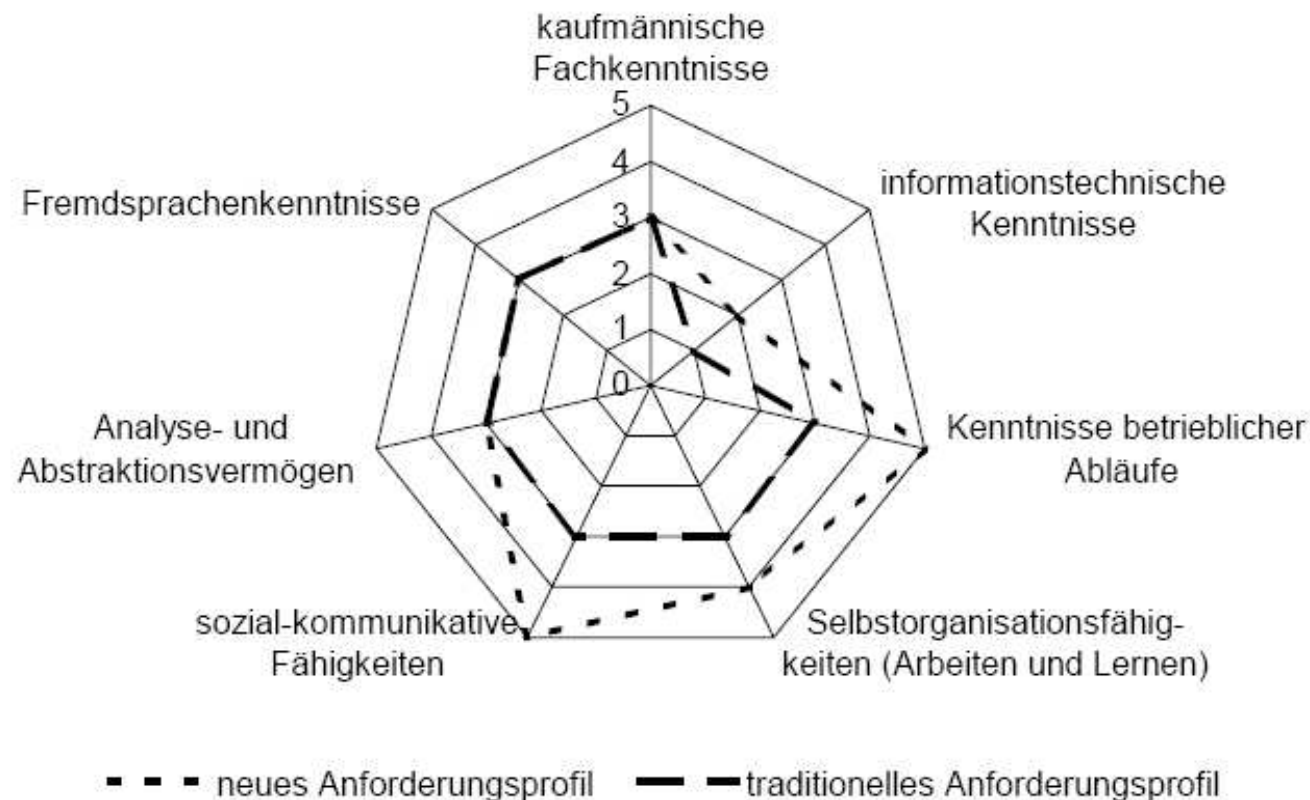 kaufmännische
Fachkenntnisse
5
4
3
2
1
0
informationstechnische
Kenntnisse
Kenntnisse betrieblicher
Abläufe
Selbstorganisationsfähig-
keiten (Arbeiten und Lernen)
sozial-kommunikative
Fähigkeiten
Analyse- und
Abstraktionsvermögen
Fremdsprachenkenntnisse
neues Anforderungsprofil
traditionelles Anforderungsprofil